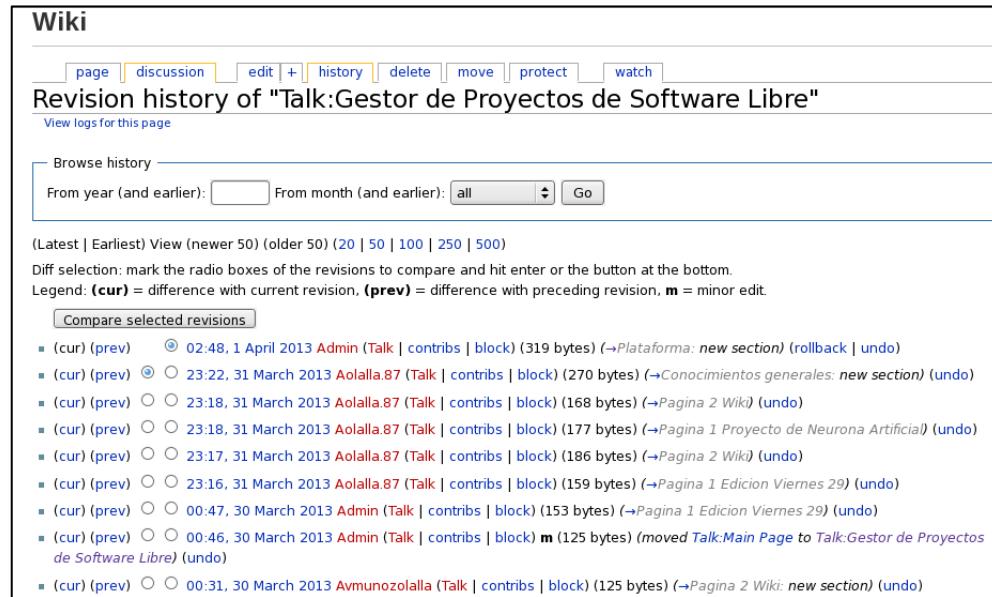 Wiki
page discussion edit + history delete move protect watch
Revision history of "Talk:Gestor de Proyectos de Software Libre"
View logs for this page
Browse history
From year (and earlier): From month (and earlier): all Go
(Latest | Earliest) View (newer 50) (older 50) (20 | 50 | 100 | 250 | 500)
Diff selection: mark the radio boxes of the revisions to compare and hit enter or the button at the bottom.
Legend: (cur) = difference with current revision, (prev) = difference with preceding revision, m = minor edit.
Compare selected revisions
(cur) (prev) 02:48, 1 April 2013 Admin (Talk | contribs | block) (319 bytes) (→Plataforma: new section) (rollback | undo)
(cur) (prev) 23:22, 31 March 2013 Aolalla.87 (Talk | contribs | block) (270 bytes) (→Conocimientos generales: new section) (undo)
(cur) (prev) 23:18, 31 March 2013 Aolalla.87 (Talk | contribs | block) (168 bytes) (→Pagina 2 Wiki) (undo)
(cur) (prev) 23:18, 31 March 2013 Aolalla.87 (Talk | contribs | block) (177 bytes) (→Pagina 1 Proyecto de Neurona Artificial) (undo)
(cur) (prev) 23:17, 31 March 2013 Aolalla.87 (Talk | contribs | block) (186 bytes) (→Pagina 2 Wiki) (undo)
(cur) (prev) 23:16, 31 March 2013 Aolalla.87 (Talk | contribs | block) (159 bytes) (→Pagina 1 Edicion Viernes 29) (undo)
(cur) (prev) 00:47, 30 March 2013 Admin (Talk | contribs | block) (153 bytes) (→Pagina 1 Edicion Viernes 29) (undo)
(cur) (prev) 00:46, 30 March 2013 Admin (Talk | contribs | block) m (125 bytes) (moved Talk:Main Page to Talk:Gestor de Proyectos
de Software Libre) (undo)
(cur) (prev) 00:31, 30 March 2013 Avmunozolalla (Talk | contribs | block) (125 bytes) (→Pagina 2 Wiki: new section) (undo)